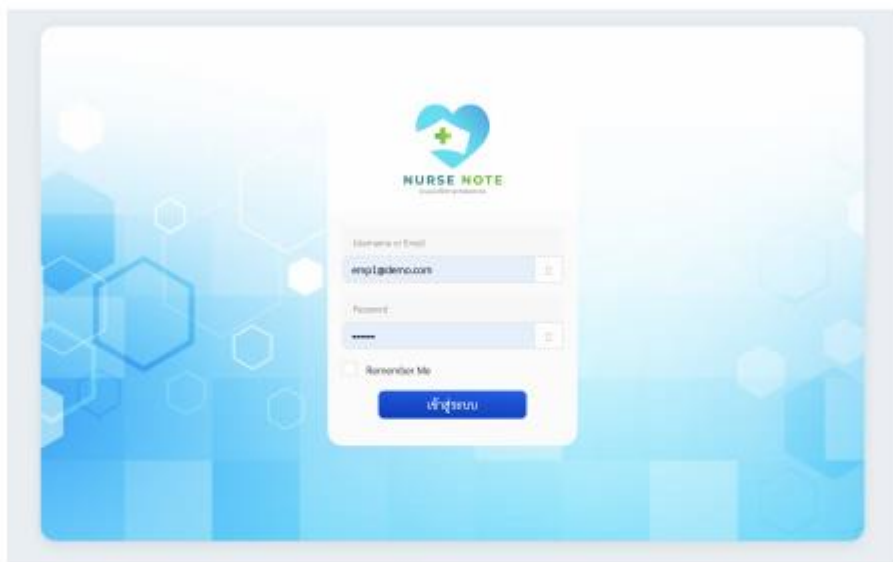 NURSE NOTE
Username or Email
emp1@demo.com
Password
Remember Me
เข้าสู่ระบบ